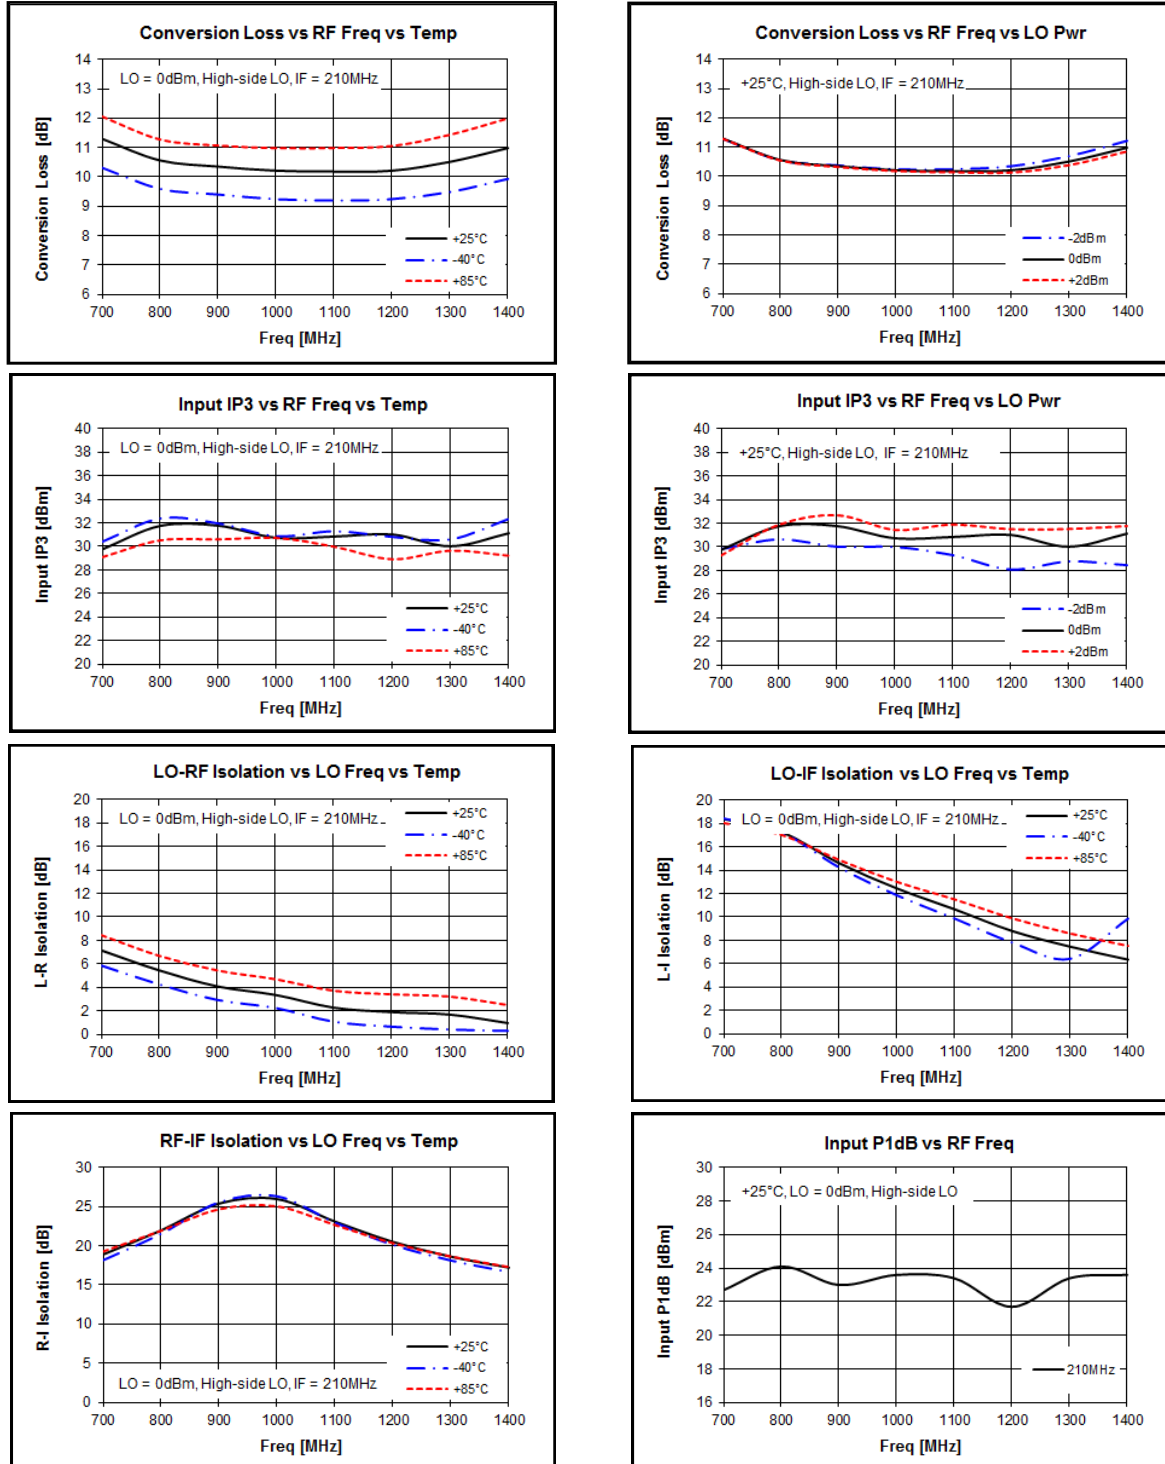 Conversion Loss vs RF Freq vs Temp
LO = 0dBm, High-side LO, IF = 210MHz
Conversion Loss [dB]
14
13
12
11
10
9
8
7
6
+25°C
-40°C
+85°C
700 800 900 1000 1100 1200 1300 1400
Freq [MHz]
Conversion Loss vs RF Freq vs LO Pwr
+25°C, High-side LO, IF = 210MHz
Conversion Loss [dB]
14
13
12
11
10
9
8
7
6
-2dBm
0dBm
+2dBm
700 800 900 1000 1100 1200 1300 1400
Freq [MHz]
Input IP3 vs RF Freq vs Temp
LO = 0dBm, High-side LO, IF = 210MHz
Input IP3 [dBm]
40
38
36
34
32
30
28
26
24
22
20
+25°C
-40°C
+85°C
700 800 900 1000 1100 1200 1300 1400
Freq [MHz]
Input IP3 vs RF Freq vs LO Pwr
+25°C, High-side LO, IF = 210MHz
Input IP3 [dBm]
40
38
36
34
32
30
28
26
24
22
20
-2dBm
0dBm
+2dBm
700 800 900 1000 1100 1200 1300 1400
Freq [MHz]
LO-RF Isolation vs LO Freq vs Temp
LO = 0dBm, High-side LO, IF = 210MHz
L-R Isolation [dB]
20
18
16
14
12
10
8
6
4
2
0
+25°C
-40°C
+85°C
700 800 900 1000 1100 1200 1300 1400
Freq [MHz]
LO-IF Isolation vs LO Freq vs Temp
LO = 0dBm, High-side LO, IF = 210MHz
L-I Isolation [dB]
20
18
16
14
12
10
8
6
4
2
0
+25°C
-40°C
+85°C
700 800 900 1000 1100 1200 1300 1400
Freq [MHz]
RF-IF Isolation vs LO Freq vs Temp
R-I Isolation [dB]
30
25
20
15
10
5
0
+25°C
-40°C
+85°C
LO = 0dBm, High-side LO, IF = 210MHz
700 800 900 1000 1100 1200 1300 1400
Freq [MHz]
Input P1dB vs RF Freq
+25°C, LO = 0dBm, High-side LO
Input P1dB [dBm]
30
28
26
24
22
20
18
16
210MHz
700 800 900 1000 1100 1200 1300 1400
Freq [MHz]